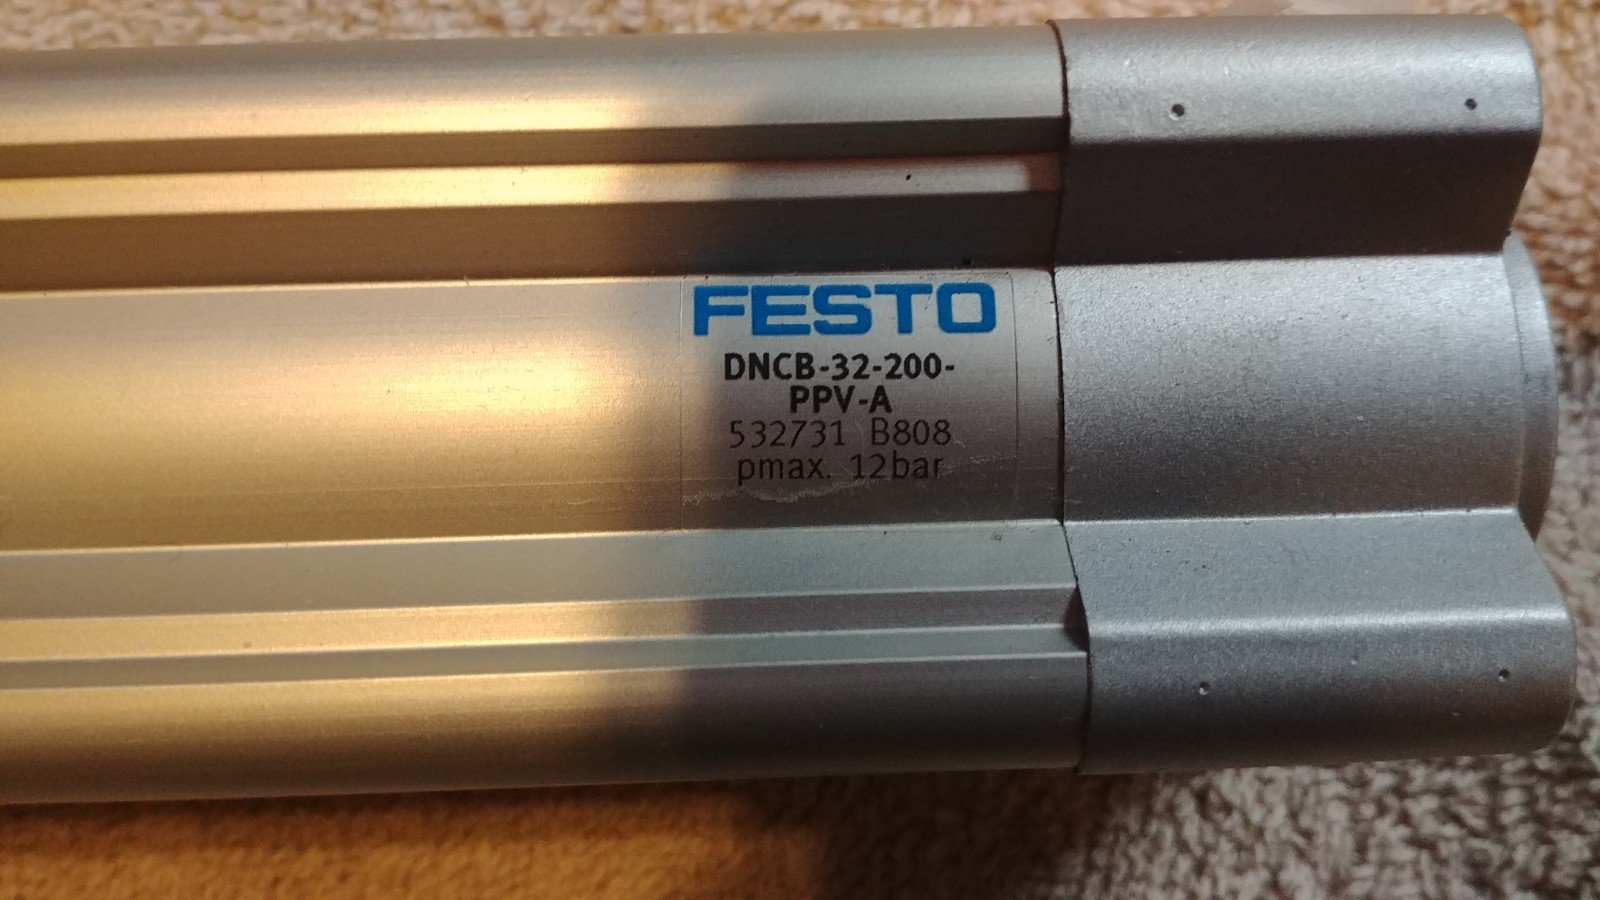 FESTO
DNCB-32-200-
PPV-A
532731 B808
pmax. 12bar